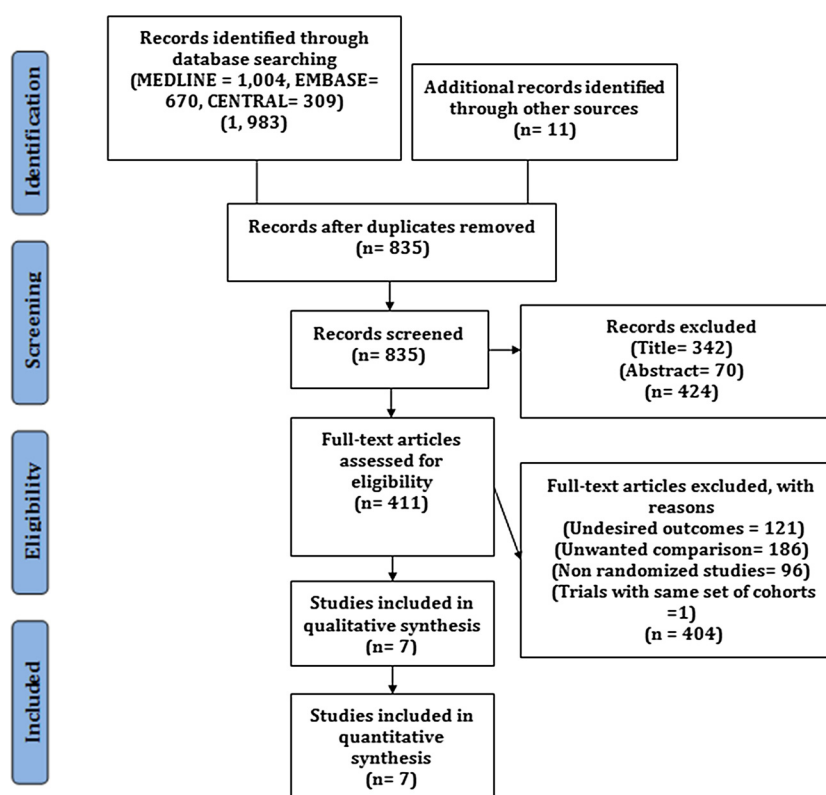 Identification
Records identified through
database searching
(MEDLINE = 1,004, EMBASE=
670, CENTRAL= 309)
(1, 983)
Additional records identified
through other sources
(n= 11)
Records after duplicates removed
(n= 835)
Screening
Records screened
(n= 835)
Records excluded
(Title= 342)
(Abstract= 70)
(n= 424)
Eligibility
Full-text articles
assessed for
eligibility
(n= 411)
Full-text articles excluded, with
reasons
(Undesired outcomes = 121)
(Unwanted comparison= 186)
(Non randomized studies= 96)
(Trials with same set of cohorts
=1)
(n = 404)
Studies included in
qualitative synthesis
(n= 7)
Included
Studies included in
quantitative
synthesis
(n= 7)